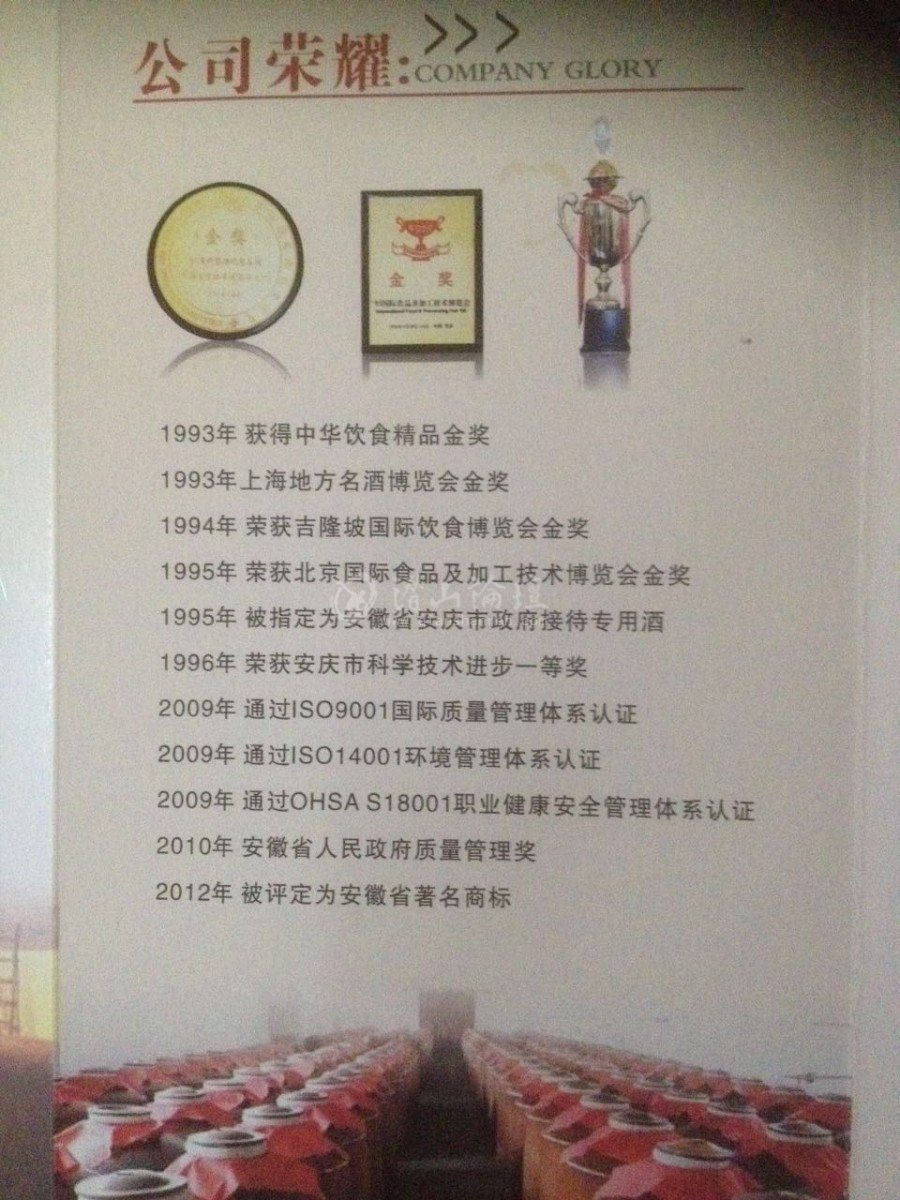 公司荣耀:>>>
COMPANY GLORY
金奖
金 奖
1993年 获得中华饮食精品金奖
1993年上海地方名酒博览会金奖
1994年 荣获吉隆坡国际饮食博览会金奖
1995年 荣获北京国际食品及加工技术博览会金奖
1995年 被指定为安徽省安庆市政府接待专用酒
1996年 荣获安庆市科学技术进步一等奖
2009年 通过ISO9001国际质量管理体系认证
2009年 通过ISO14001环境管理体系认证
2009年 通过OHSA S18001职业健康安全管理体系认证
2010年 安徽省人民政府质量管理奖
2012年 被评定为安徽省著名商标